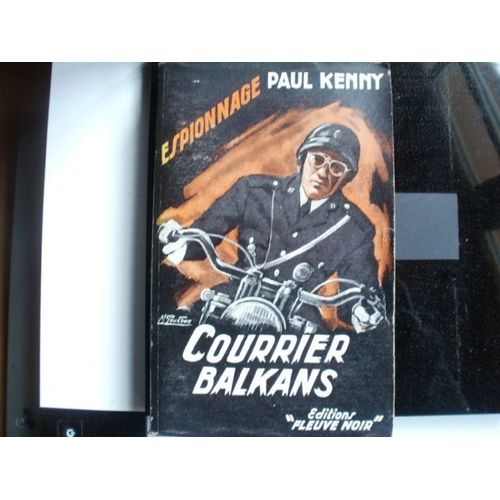 ESPIONNAGE
PAUL KENNY
COURRIER
BALKANS
Editions
"FLEUVE NOIR"